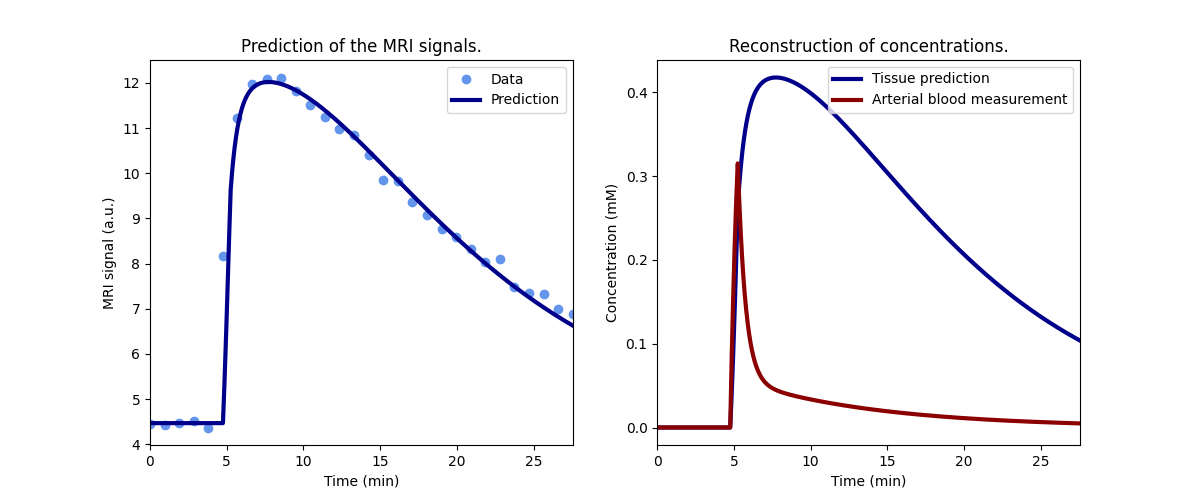 Prediction of the MRI signals.
MRI signal (a.u.)
12
11
10
9
8
7
6
5
4
0
5
10
15
20
25
Time (min)
Data
Prediction
Reconstruction of concentrations.
Concentration (mM)
0.4
0.3
0.2
0.1
0.0
0
5
10
15
20
25
Time (min)
Tissue prediction
Arterial blood measurement